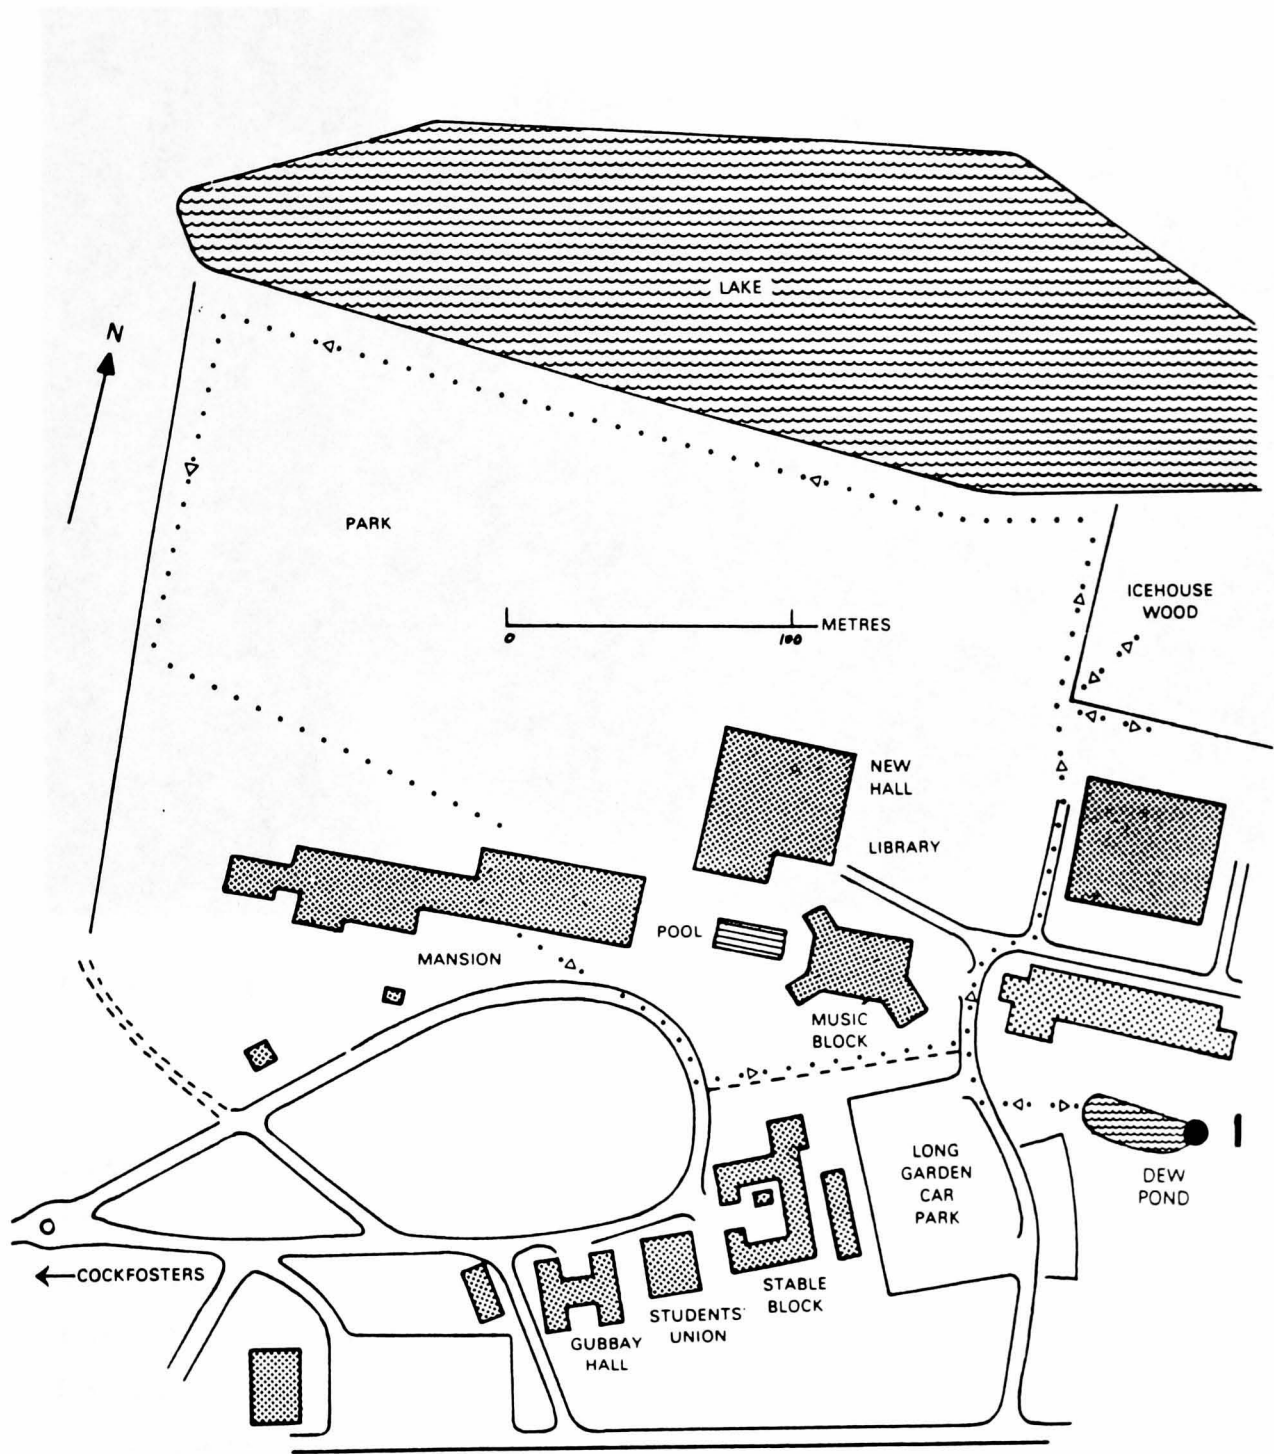 LAKE
N
PARK
ICEHOUSE
WOOD
METRES
0
100
NEW
HALL
LIBRARY
POOL
MANSION
MUSIC
BLOCK
LONG
GARDEN
CAR
PARK
1
DEW
POND
← COCKFOSTERS
STABLE
BLOCK
STUDENTS'
UNION
GUBBAY
HALL